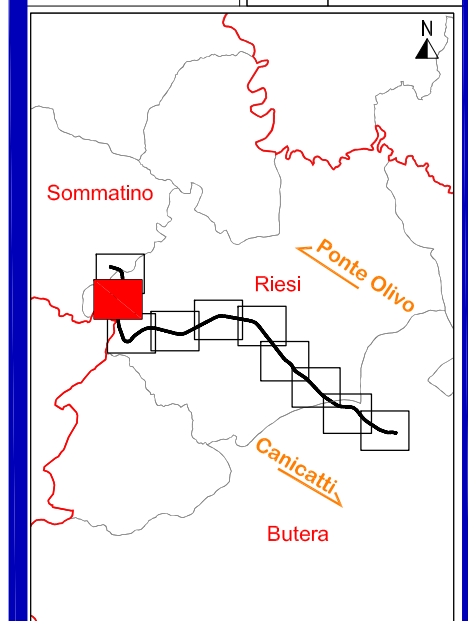 N
Sommatino
Ponte Olivo
Riesi
Canicatti
Butera